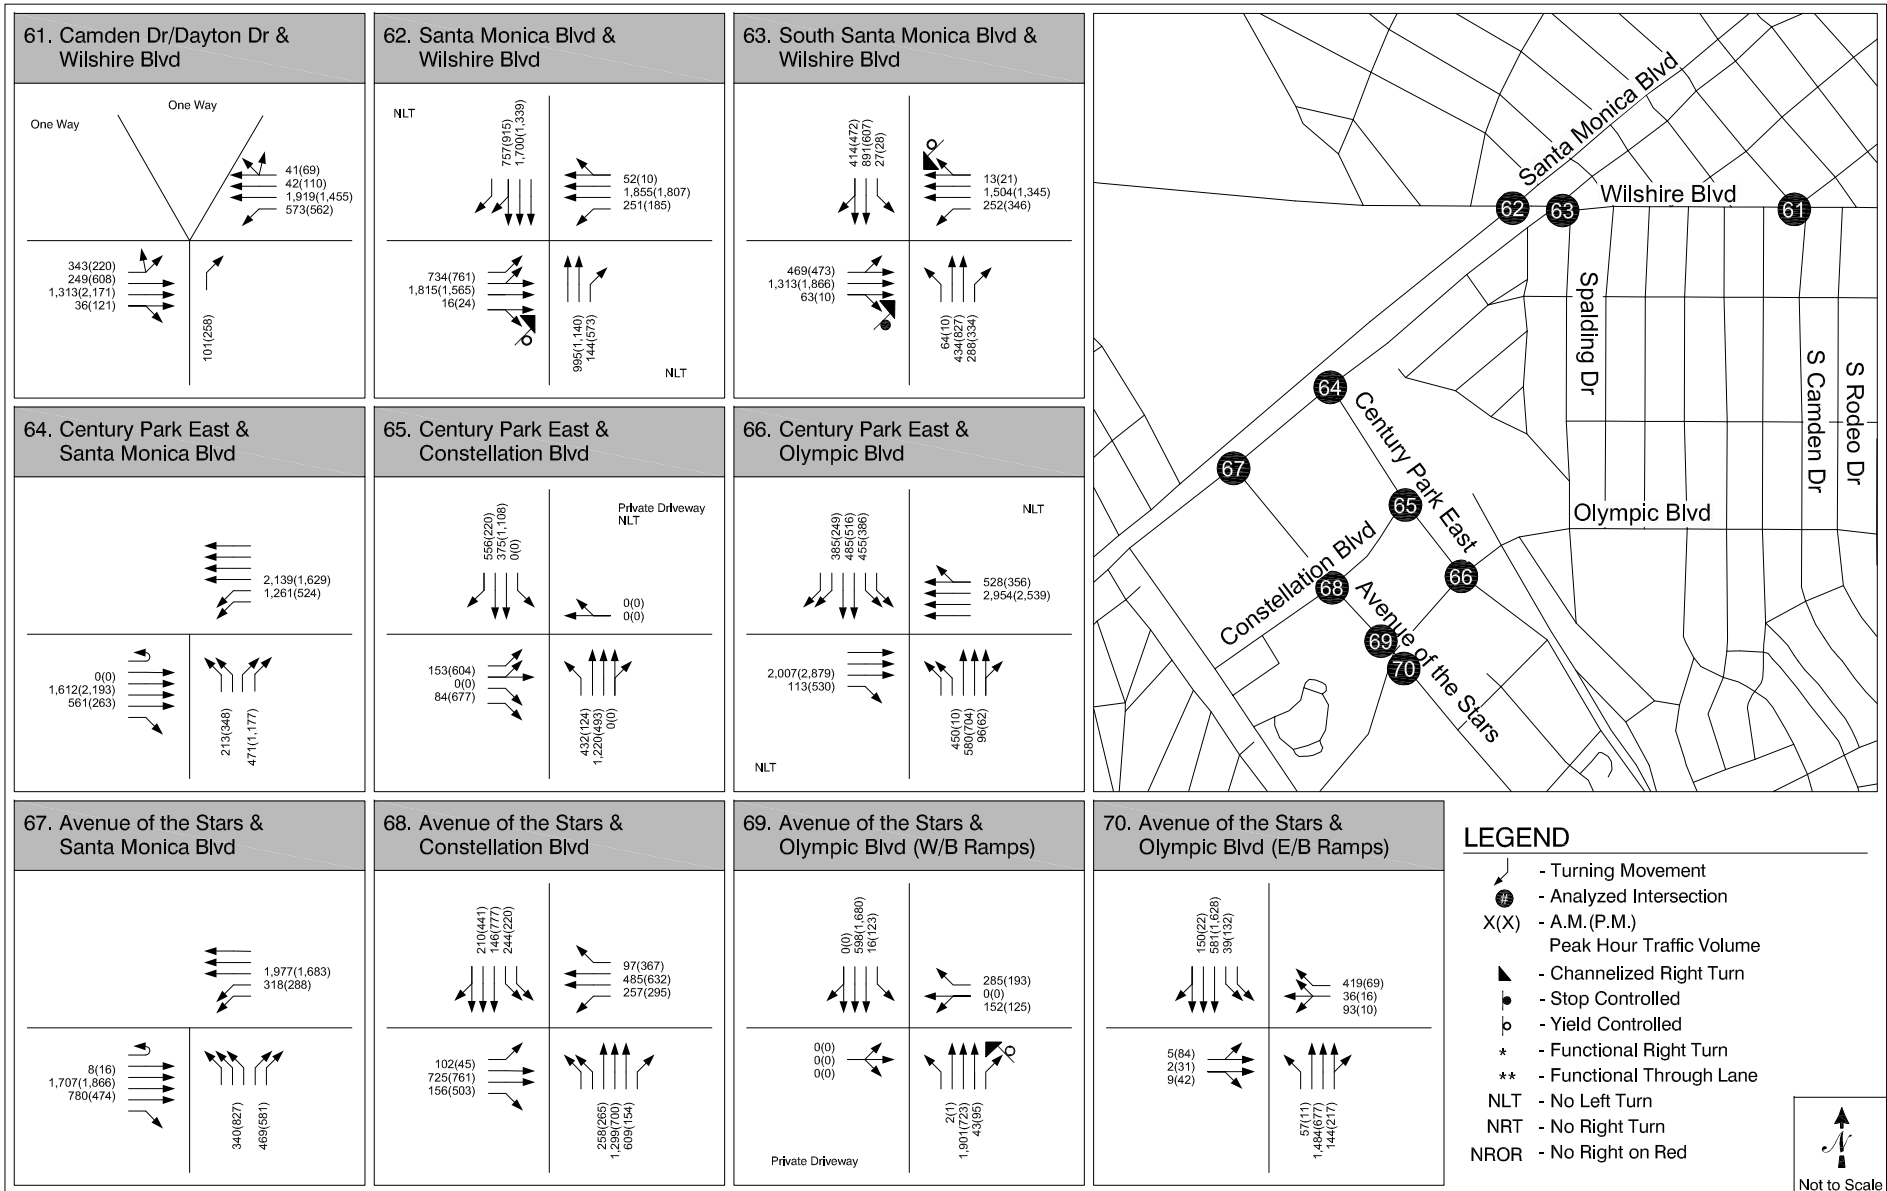 61. Camden Dr/Dayton Dr &
Wilshire Blvd
One Way
One Way
41(69)
42(110)
1,919(1,455)
573(562)
343(220)
249(608)
1,313(2,171)
36(121)
101(258)
62. Santa Monica Blvd &
Wilshire Blvd
NLT
757(915)
1,700(1,339)
52(10)
1,855(1,807)
251(185)
734(761)
1,815(1,565)
16(24)
995(1,140)
144(573)
NLT
63. South Santa Monica Blvd &
Wilshire Blvd
414(472)
891(607)
27(28)
13(21)
1,504(1,345)
252(346)
469(473)
1,313(1,866)
63(10)
64(10)
434(827)
288(334)
64. Century Park East &
Santa Monica Blvd
2,139(1,629)
1,261(524)
0(0)
1,612(2,193)
561(263)
213(348)
471(1,177)
65. Century Park East &
Constellation Blvd
556(220)
375(1,108)
0(0)
Private Driveway
NLT
0(0)
0(0)
153(604)
0(0)
84(677)
432(124)
1,220(493)
0(0)
66. Century Park East &
Olympic Blvd
385(249)
485(516)
455(386)
NLT
528(356)
2,954(2,539)
2,007(2,879)
113(530)
450(10)
580(704)
96(62)
NLT
67. Avenue of the Stars &
Santa Monica Blvd
1,977(1,683)
318(288)
8(16)
1,707(1,866)
780(474)
340(827)
469(581)
68. Avenue of the Stars &
Constellation Blvd
210(441)
146(777)
244(220)
97(367)
485(632)
257(295)
102(45)
725(761)
156(503)
258(265)
1,299(700)
609(154)
69. Avenue of the Stars &
Olympic Blvd (W/B Ramps)
0(0)
598(1,680)
16(123)
285(193)
0(0)
152(125)
0(0)
0(0)
0(0)
2(1)
1,901(723)
43(95)
Private Driveway
70. Avenue of the Stars &
Olympic Blvd (E/B Ramps)
150(22)
581(1,628)
39(132)
419(69)
36(16)
93(10)
5(84)
2(31)
9(42)
57(11)
1,484(677)
144(217)
Santa Monica Blvd
Wilshire Blvd
62
63
61
Spalding Dr
S Camden Dr
S Rodeo Dr
64
Century Park East
67
65
Olympic Blvd
Constellation Blvd
66
68
Avenue of the Stars
69
70
LEGEND
- Turning Movement
# - Analyzed Intersection
X(X) - A.M.(P.M.)
Peak Hour Traffic Volume
- Channelized Right Turn
- Stop Controlled
- Yield Controlled
* - Functional Right Turn
** - Functional Through Lane
NLT - No Left Turn
NRT - No Right Turn
NROR - No Right on Red
N
Not to Scale